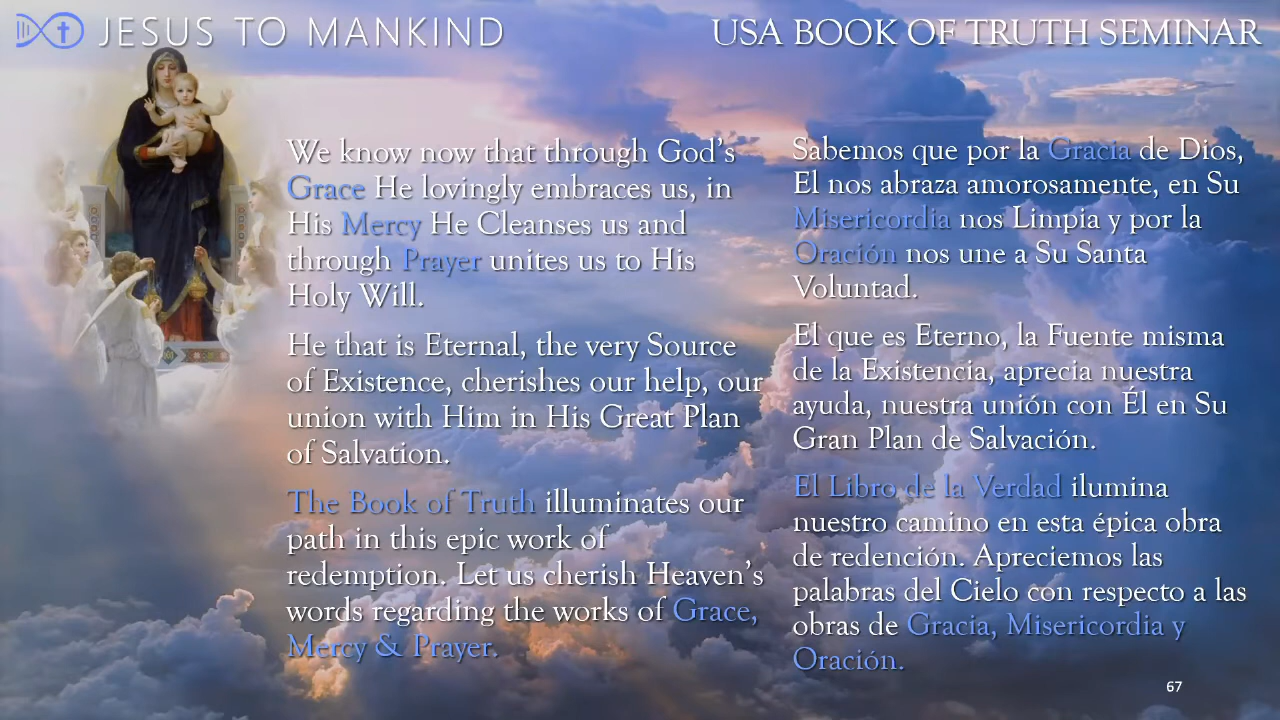 JESUS TO MANKIND
USA BOOK OF TRUTH SEMINAR
We know now that through God's
Grace He lovingly embraces us, in
His Mercy He Cleanses us and
through Prayer unites us to His
Holy Will.
He that is Eternal, the very Source
of Existence, cherishes our help, our
union with Him in His Great Plan
of Salvation.
The Book of Truth illuminates our
path in this epic work of
redemption. Let us cherish Heaven's
words regarding the works of Grace,
Mercy & Prayer.
Sabemos que por la Gracia de Dios,
El nos abraza amorosamente, en Su
Misericordia nos Limpia y por la
Oración nos une a Su Santa
Voluntad.
El que es Eterno, la Fuente misma
de la Existencia, aprecia nuestra
ayuda, nuestra unión con Él en Su
Gran Plan de Salvación.
El Libro de la Verdad ilumina
nuestro camino en esta épica obra
de redención. Apreciemos las
palabras del Cielo con respecto a las
obras de Gracia, Misericordia y
Oración.
67